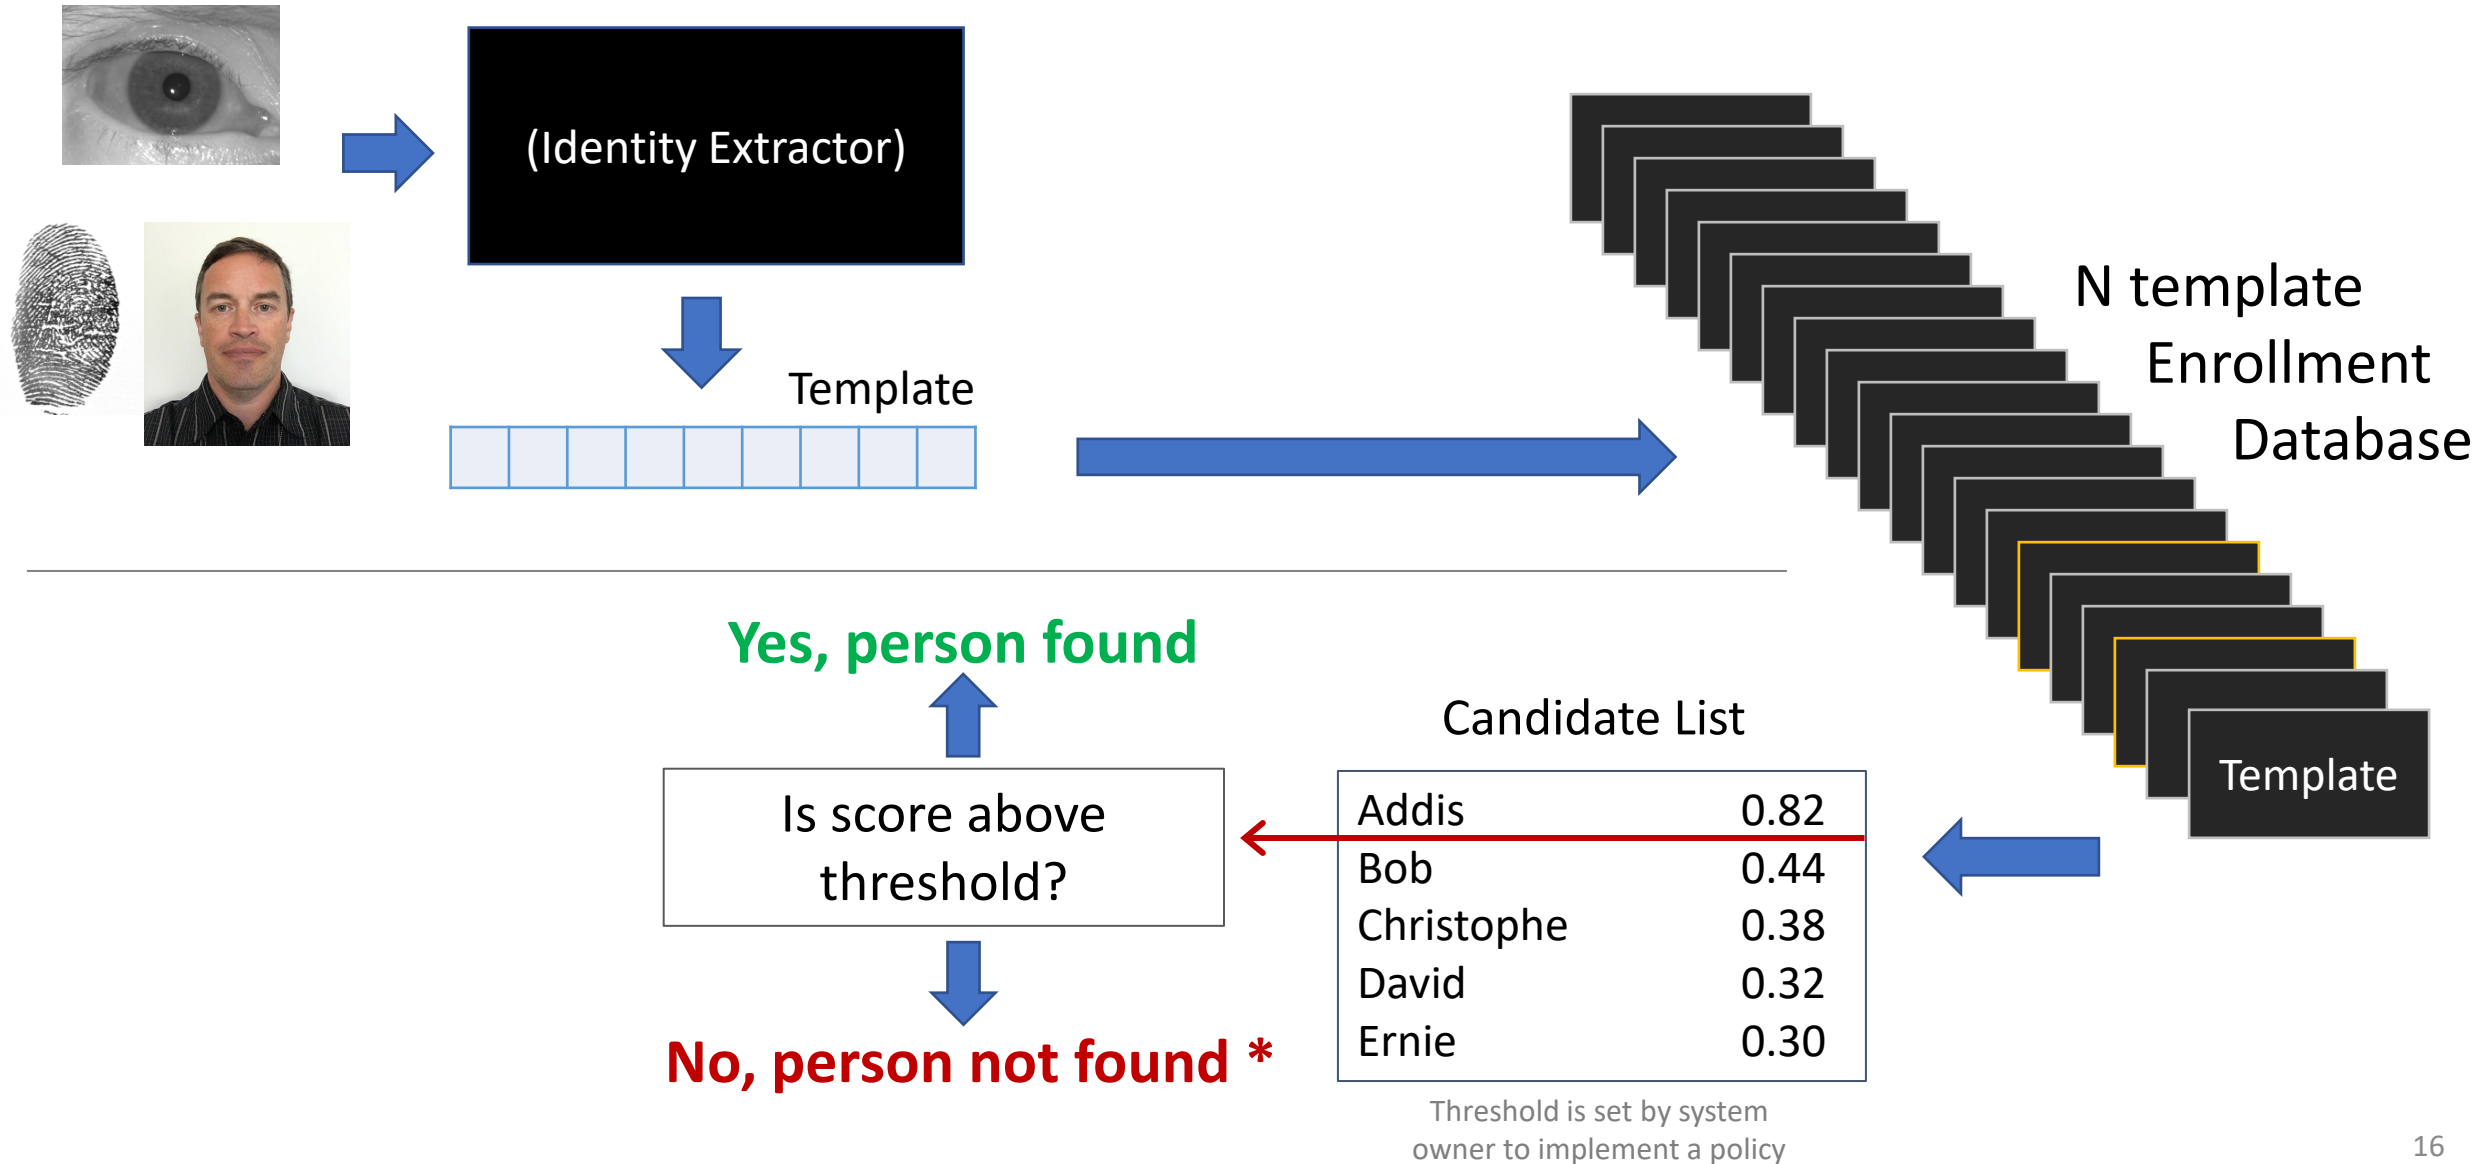 (Identity Extractor)
Template
N template
Enrollment
Database
Template
Yes, person found
Is score above
threshold?
No, person not found *
Candidate List
Addis 0.82
Bob 0.44
Christophe 0.38
David 0.32
Ernie 0.30
Threshold is set by system
owner to implement a policy
16